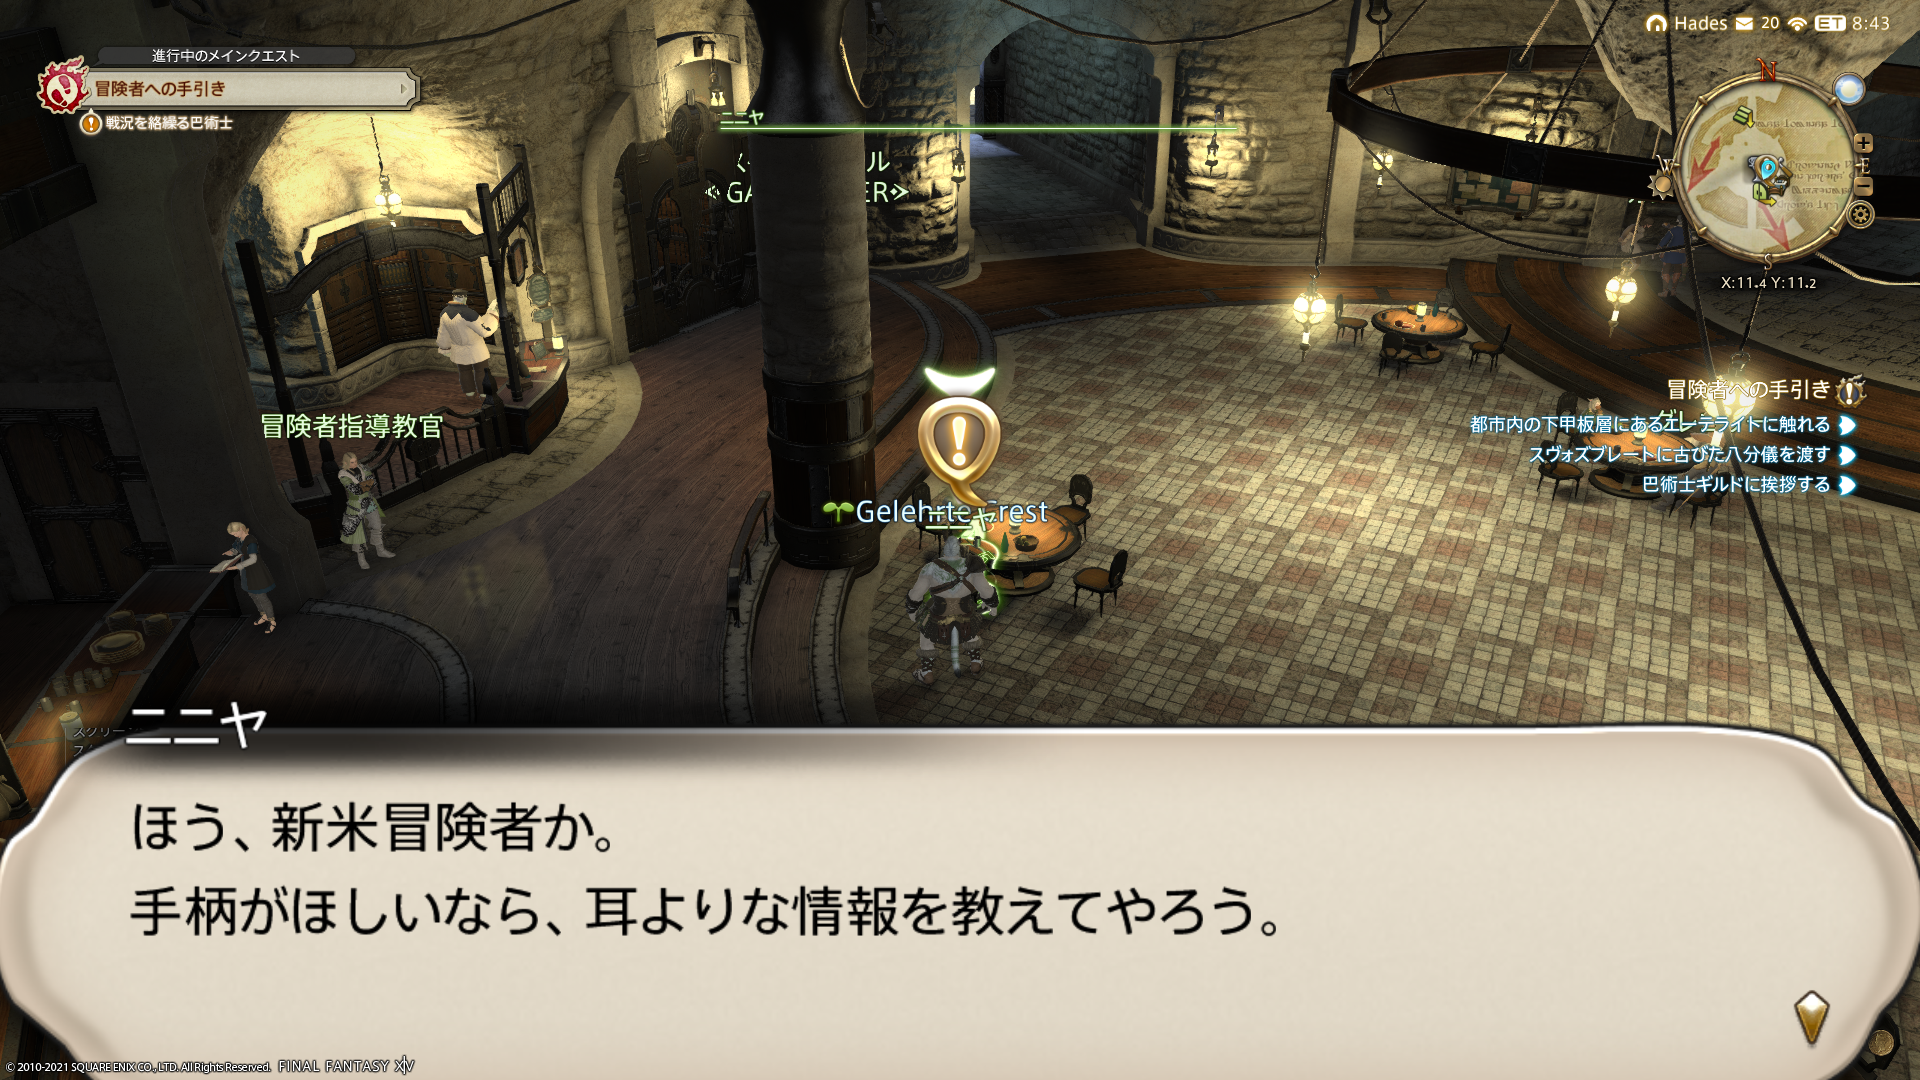 進行中のメインクエスト
冒険者への手引き
戦況を絡繰る巴術士
Hades 20 ET 8:43
N
W
E
S
X:11.4 Y:11.2
ニニヤ
冒険者指導教官
Gelehrte Crest
ニニヤ
冒険者への手引き
都市内の下甲板層にあるエーテライトに触れる
スヴォズブレートに古びた八分儀を渡す
巴術士ギルドに挨拶する
ニニヤ
ほう、新米冒険者か。
手柄がほしいなら、耳よりな情報を教えてやろう。
© 2010-2021 SQUARE ENIX CO., LTD. All Rights Reserved. FINAL FANTASY XIV